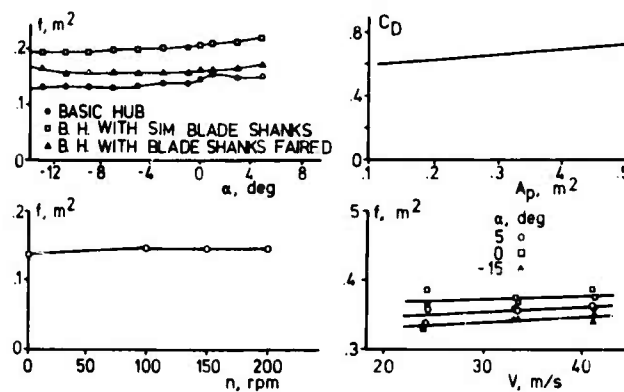 f, m²
.2
.1
0
● BASIC HUB
□ B. H. WITH SIM BLADE SHANKS
▲ B. H. WITH BLADE SHANKS FAIRED
-12 -8 -4 0 4 8
α, deg
C_D
.8
.6
.4
.1 .2 .3 .4 .5
A_p, m²
f, m²
.2
.1
0
0 50 100 150 200
n, rpm
f, m²
.5
.4
.3
α, deg
5 ○
0 □
-15 ▲
20 30 40
V, m/s